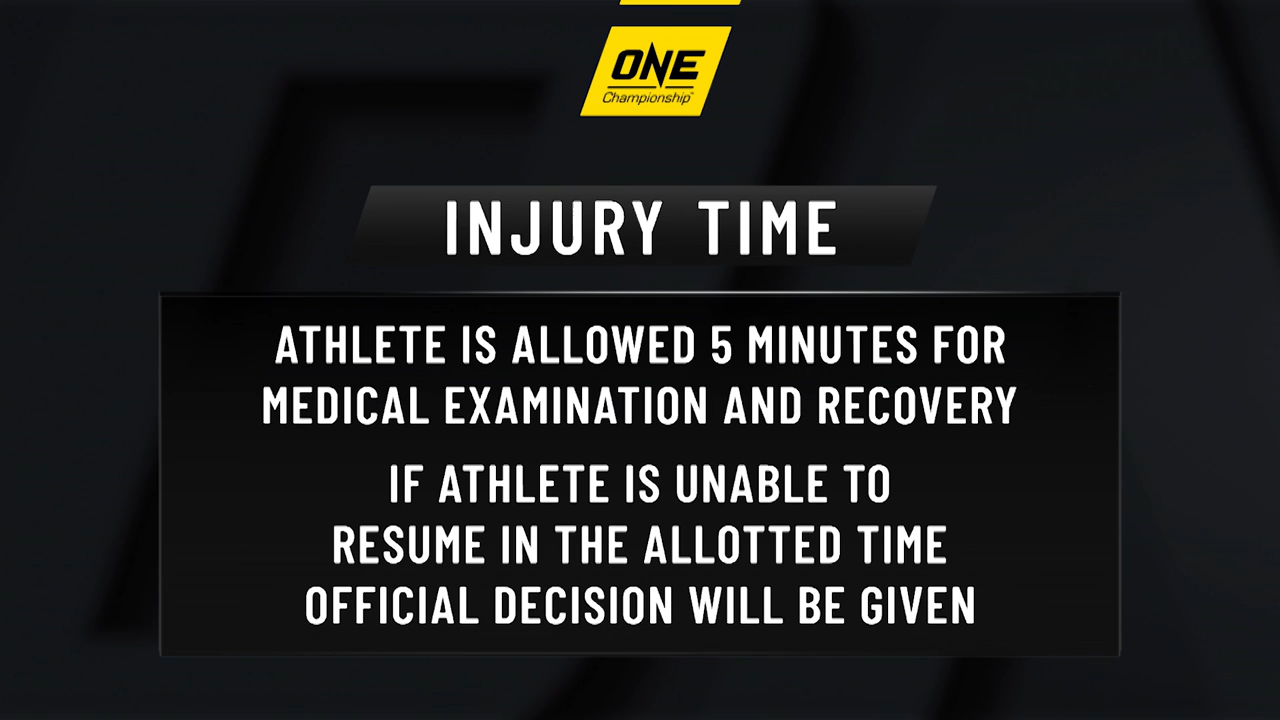 ONE
Championship™
INJURY TIME
ATHLETE IS ALLOWED 5 MINUTES FOR
MEDICAL EXAMINATION AND RECOVERY
IF ATHLETE IS UNABLE TO
RESUME IN THE ALLOTTED TIME
OFFICIAL DECISION WILL BE GIVEN